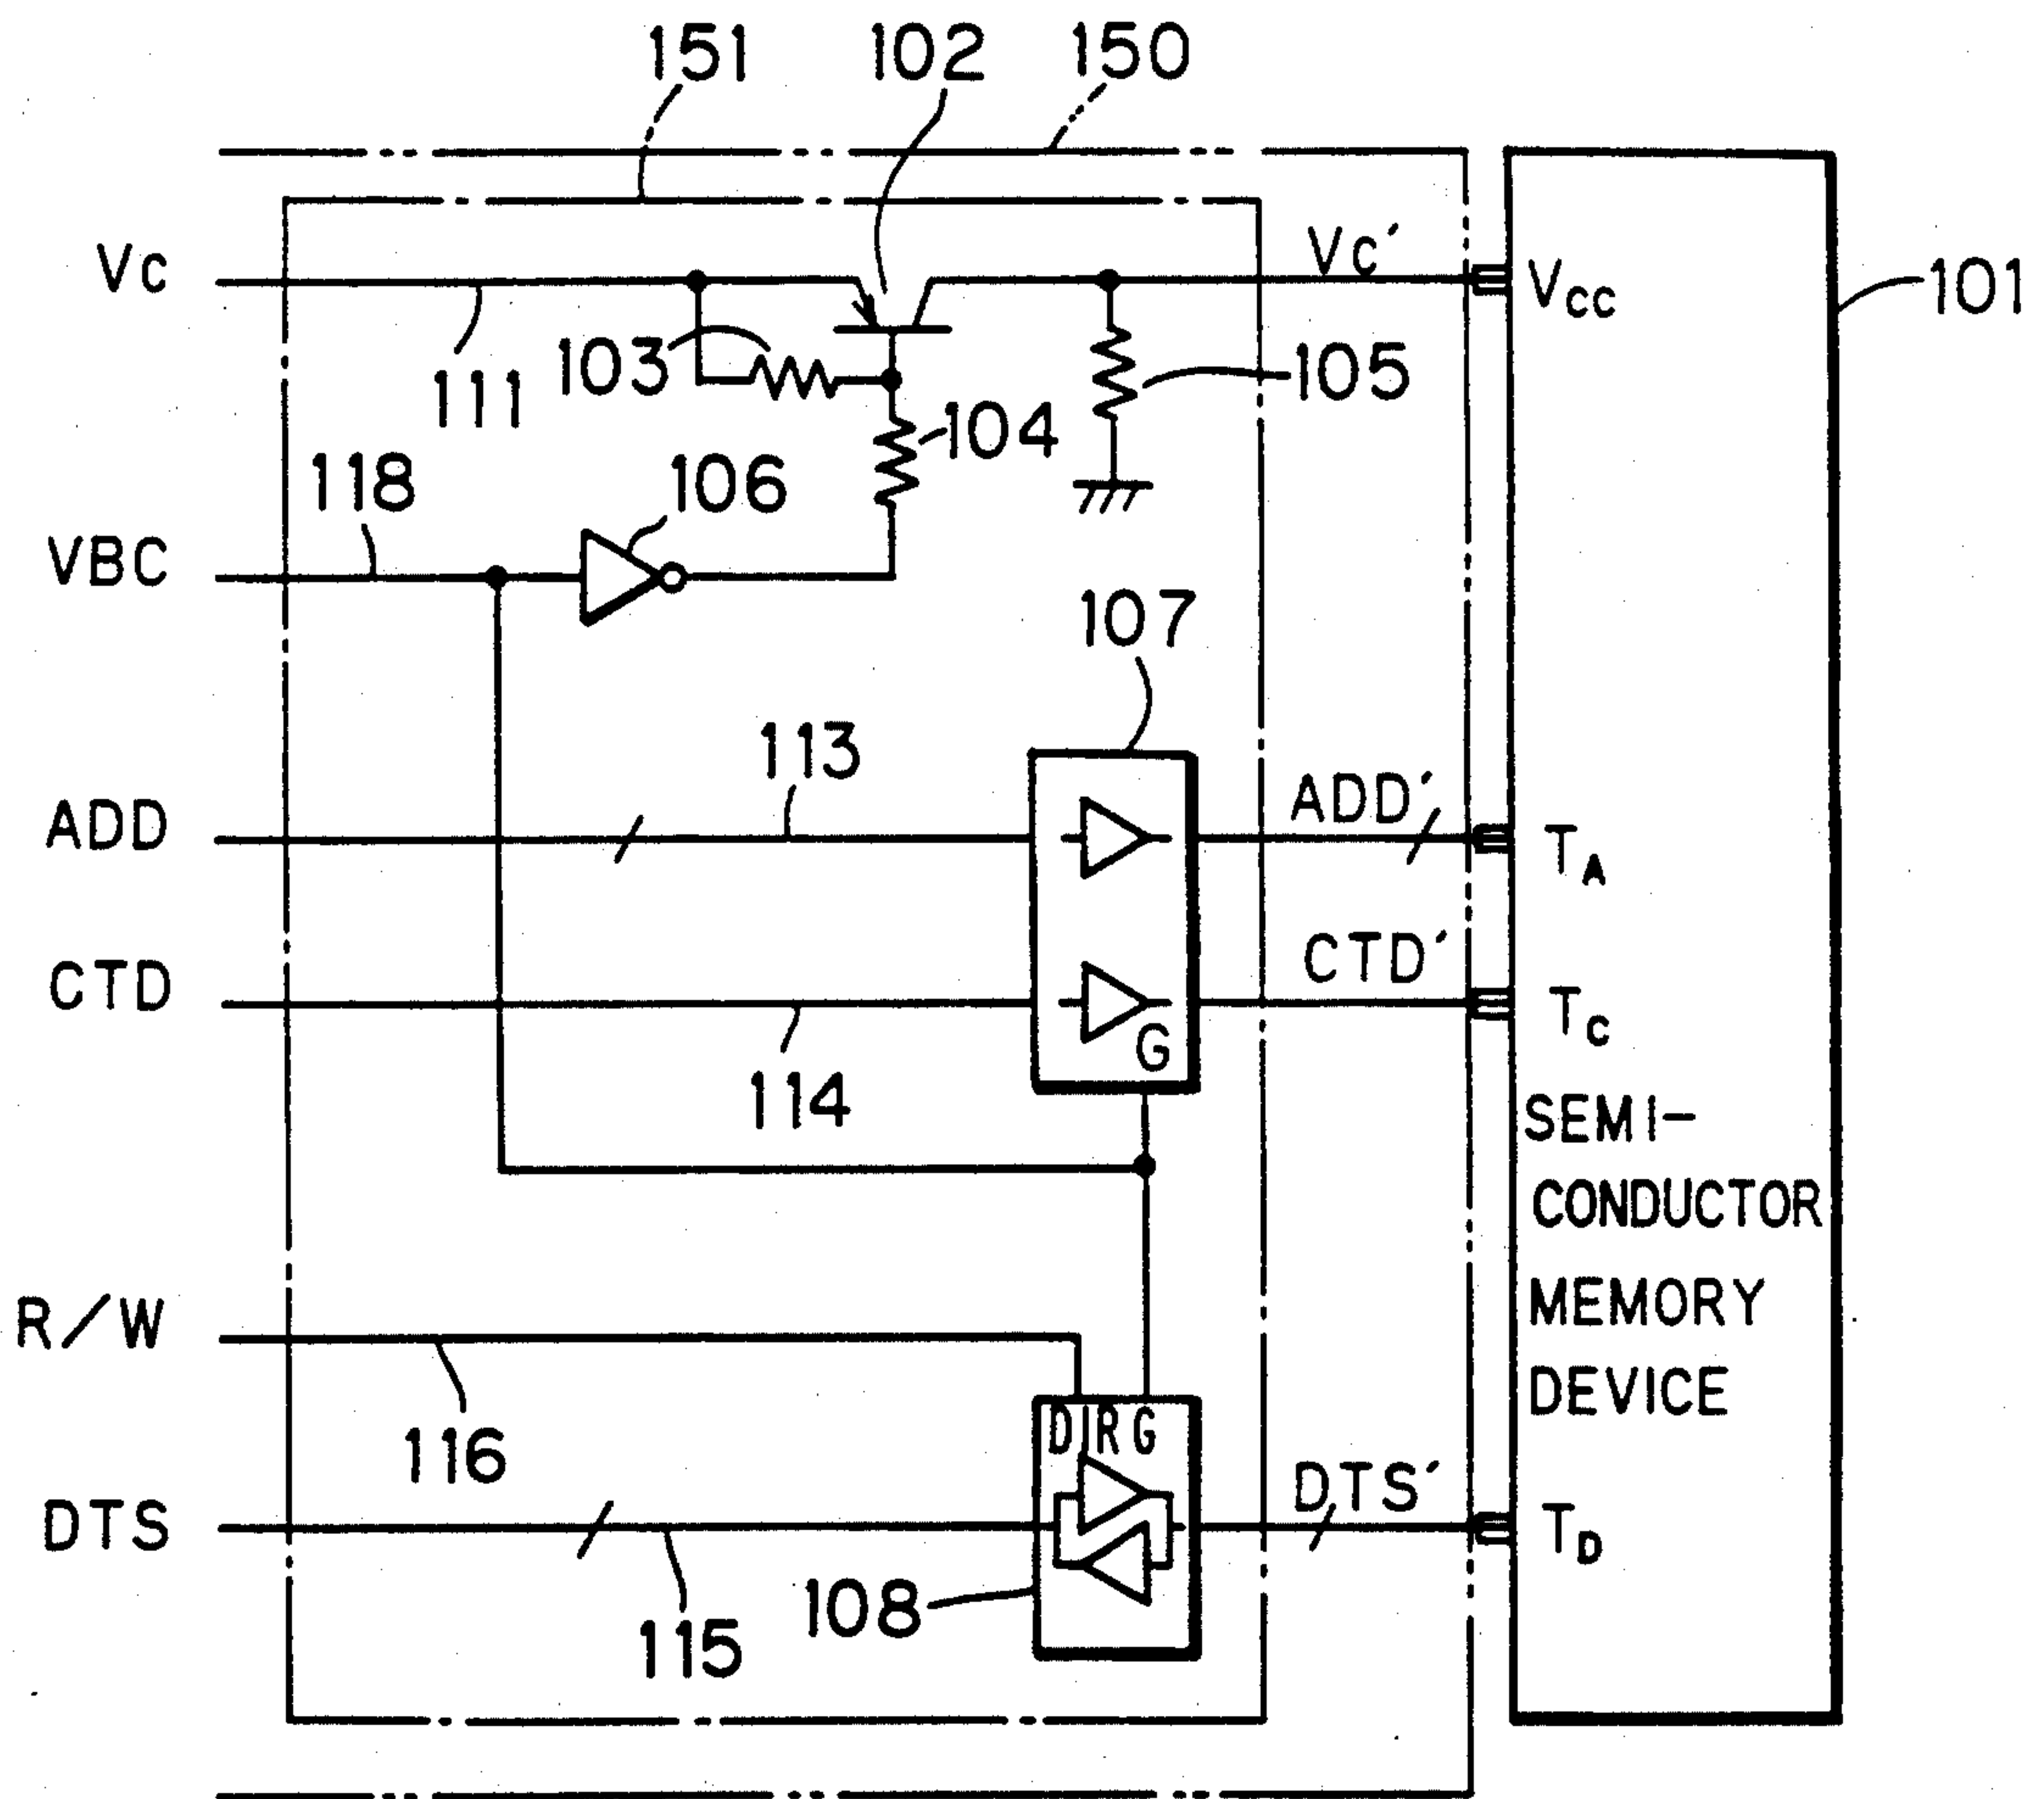 151 102 150
Vc Vc′ VCC 101
103 105
111 104
118 106
VBC
107
113
ADD ADD′ TA
CTD CTD′ TC
G
114
SEMI-
CONDUCTOR
R/W MEMORY
DEVICE
DIR G
116
DTS DTS′ TD
108
115